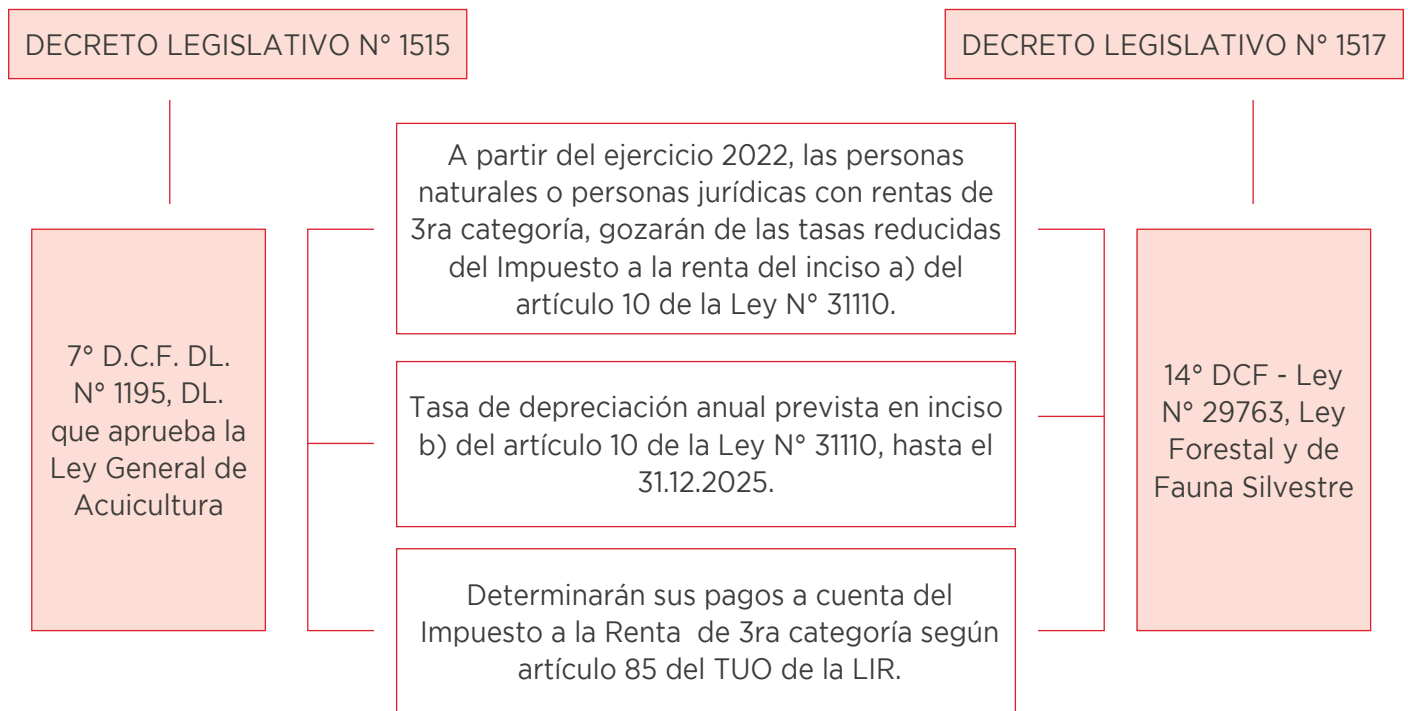 DECRETO LEGISLATIVO N° 1515
DECRETO LEGISLATIVO N° 1517
7° D.C.F. DL.
N° 1195, DL.
que aprueba la
Ley General de
Acuicultura
A partir del ejercicio 2022, las personas
naturales o personas jurídicas con rentas de
3ra categoría, gozarán de las tasas reducidas
del Impuesto a la renta del inciso a) del
artículo 10 de la Ley N° 31110.
Tasa de depreciación anual prevista en inciso
b) del artículo 10 de la Ley N° 31110, hasta el
31.12.2025.
Determinarán sus pagos a cuenta del
Impuesto a la Renta de 3ra categoría según
artículo 85 del TUO de la LIR.
14° DCF - Ley
N° 29763, Ley
Forestal y de
Fauna Silvestre